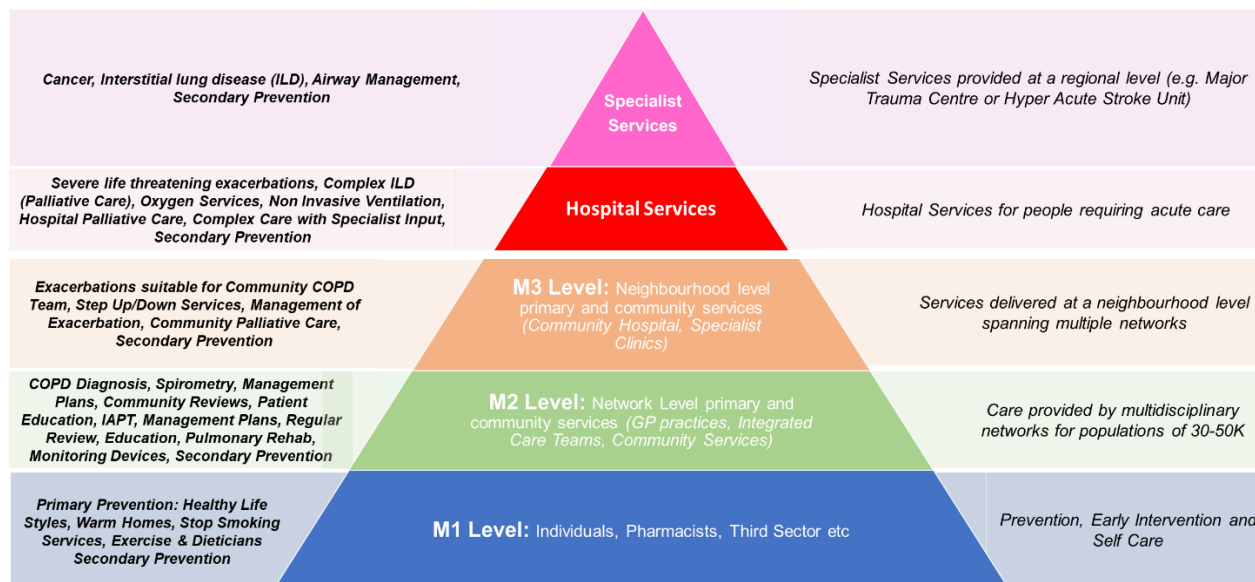 Cancer, Interstitial lung disease (ILD), Airway Management,
Secondary Prevention
Specialist
Services
Specialist Services provided at a regional level (e.g. Major
Trauma Centre or Hyper Acute Stroke Unit)
Severe life threatening exacerbations, Complex ILD
(Palliative Care), Oxygen Services, Non Invasive Ventilation,
Hospital Palliative Care, Complex Care with Specialist Input,
Secondary Prevention
Hospital Services
Hospital Services for people requiring acute care
Exacerbations suitable for Community COPD
Team, Step Up/Down Services, Management of
Exacerbation, Community Palliative Care,
Secondary Prevention
M3 Level: Neighbourhood level
primary and community services
(Community Hospital, Specialist
Clinics)
Services delivered at a neighbourhood level
spanning multiple networks
COPD Diagnosis, Spirometry, Management
Plans, Community Reviews, Patient
Education, IAPT, Management Plans, Regular
Review, Education, Pulmonary Rehab,
Monitoring Devices, Secondary Prevention
M2 Level: Network Level primary and
community services (GP practices, Integrated
Care Teams, Community Services)
Care provided by multidisciplinary
networks for populations of 30-50K
Primary Prevention: Healthy Life
Styles, Warm Homes, Stop Smoking
Services, Exercise & Dieticians
Secondary Prevention
M1 Level: Individuals, Pharmacists, Third Sector etc
Prevention, Early Intervention and
Self Care